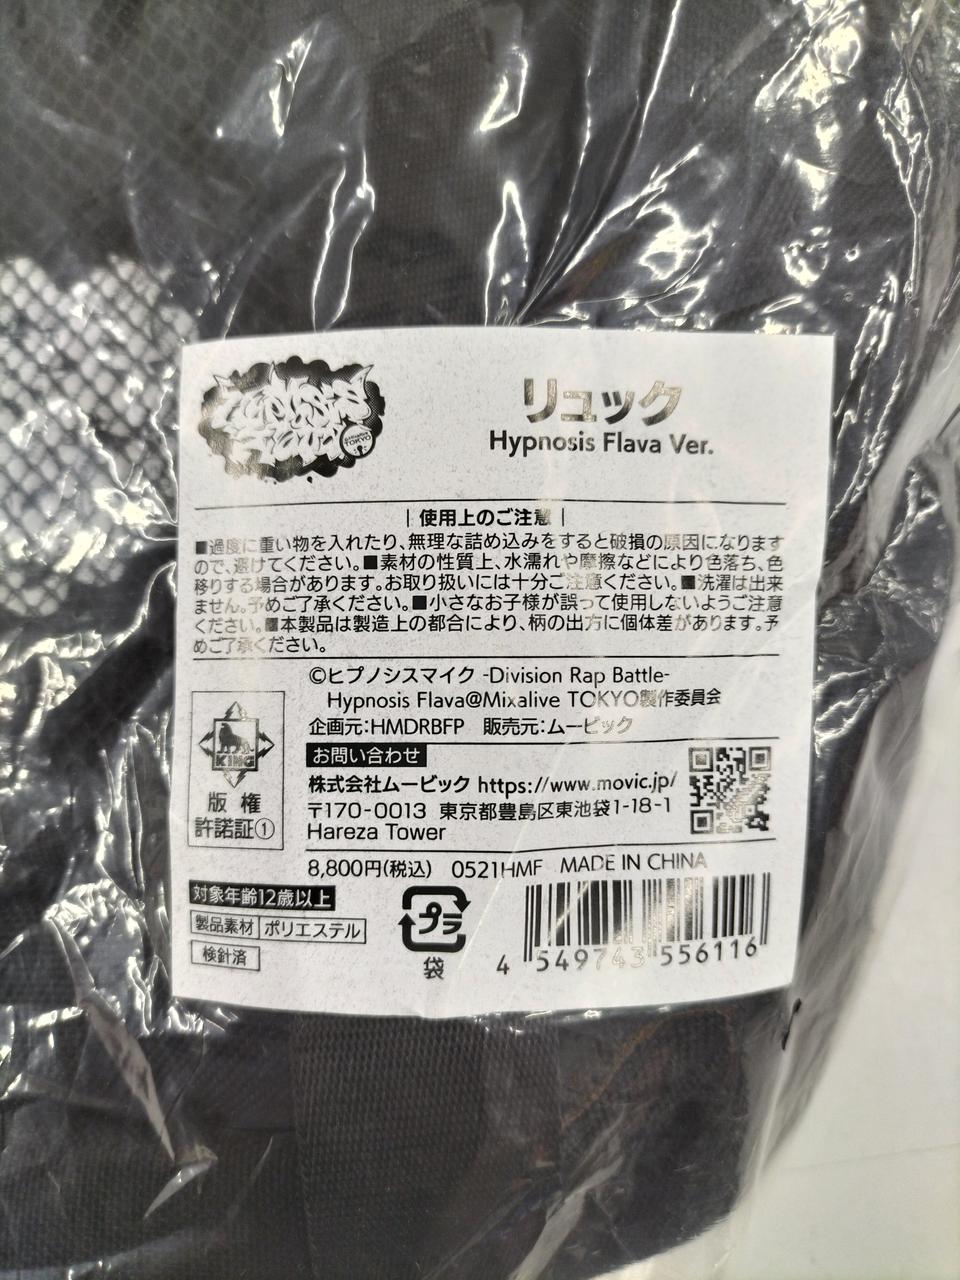 Hypnosis Flava
Mixalive
TOKYO
リュック
Hypnosis Flava Ver.
| 使用上のご注意 |
■過度に重い物を入れたり、無理な詰め込みをすると破損の原因になります
ので、避けてください。■素材の性質上、水濡れや摩擦などにより色落ち、色
移りする場合があります。お取り扱いには十分ご注意ください。■洗濯は出来
ません。予めご了承ください。■小さなお子様が誤って使用しないようご注意
ください。■本製品は製造上の都合により、柄の出方に個体差があります。予
めご了承ください。
©ヒプノシスマイク -Division Rap Battle-
Hypnosis Flava@Mixalive TOKYO製作委員会
企画元:HMDRBFP 販売元:ムービック
お問い合わせ
株式会社ムービック https://www.movic.jp/
〒170-0013 東京都豊島区東池袋1-18-1
Hareza Tower
KING
版権
許諾証①
8,800円(税込) 0521HMF MADE IN CHINA
対象年齢12歳以上
製品素材 ポリエステル
検針済
プラ
袋
4 549743 556116